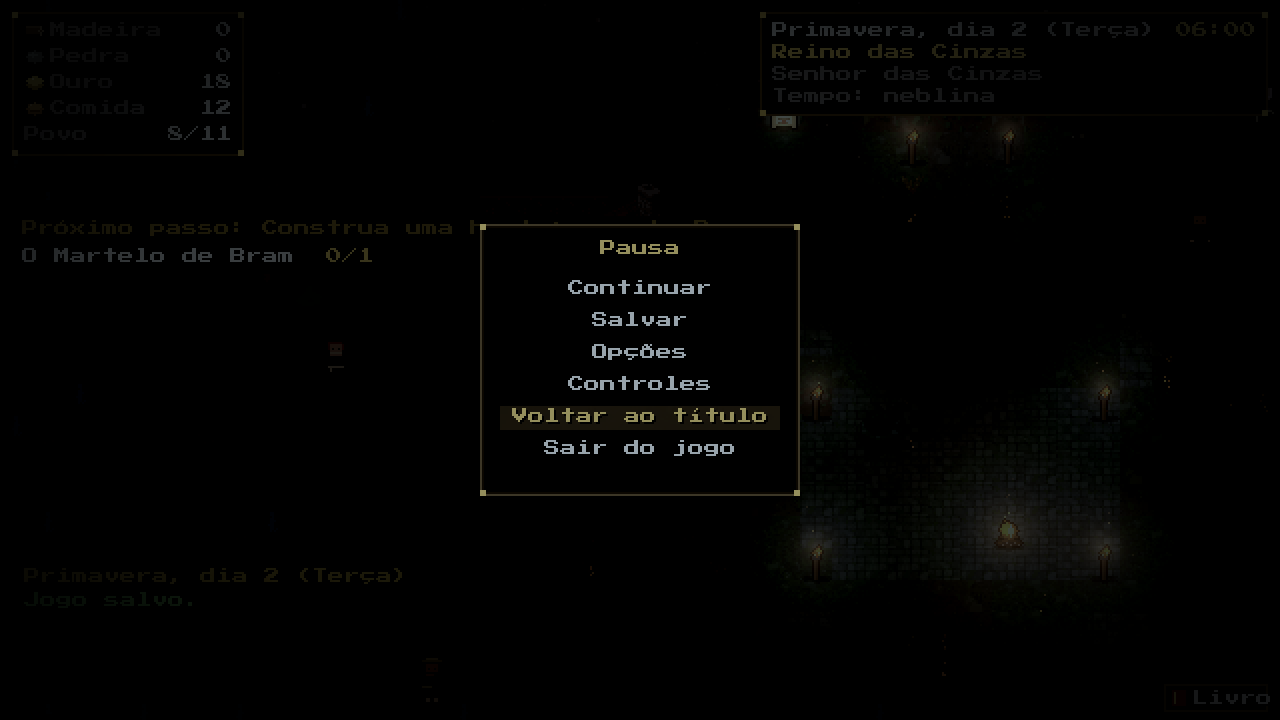 Madeira 0
Pedra 0
Ouro 18
Comida 12
Povo 8/11
Primavera, dia 2 (Terça) 06:00
Reino das Cinzas
Senhor das Cinzas
Tempo: neblina
Próximo passo: Construa uma
O Martelo de Bram 0/1
Pausa
Continuar
Salvar
Opções
Controles
Voltar ao título
Sair do jogo
Primavera, dia 2 (Terça)
Jogo salvo.
Livro